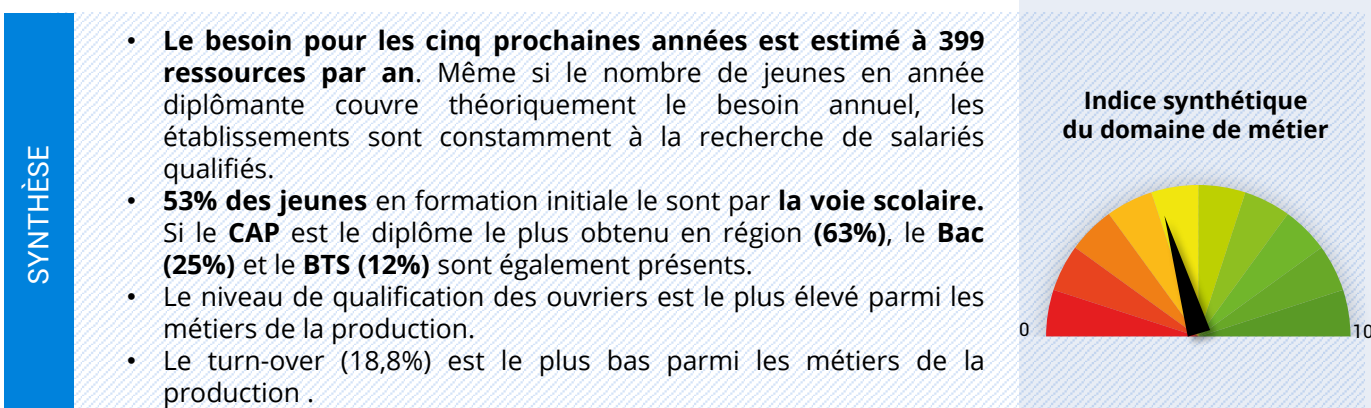 SYNTHÈSE
• Le besoin pour les cinq prochaines années est estimé à 399
ressources par an. Même si le nombre de jeunes en année
diplômante couvre théoriquement le besoin annuel, les
établissements sont constamment à la recherche de salariés
qualifiés.
• 53% des jeunes en formation initiale le sont par la voie scolaire.
Si le CAP est le diplôme le plus obtenu en région (63%), le Bac
(25%) et le BTS (12%) sont également présents.
• Le niveau de qualification des ouvriers est le plus élevé parmi les
métiers de la production.
• Le turn-over (18,8%) est le plus bas parmi les métiers de la
production .
Indice synthétique
du domaine de métier
0
10